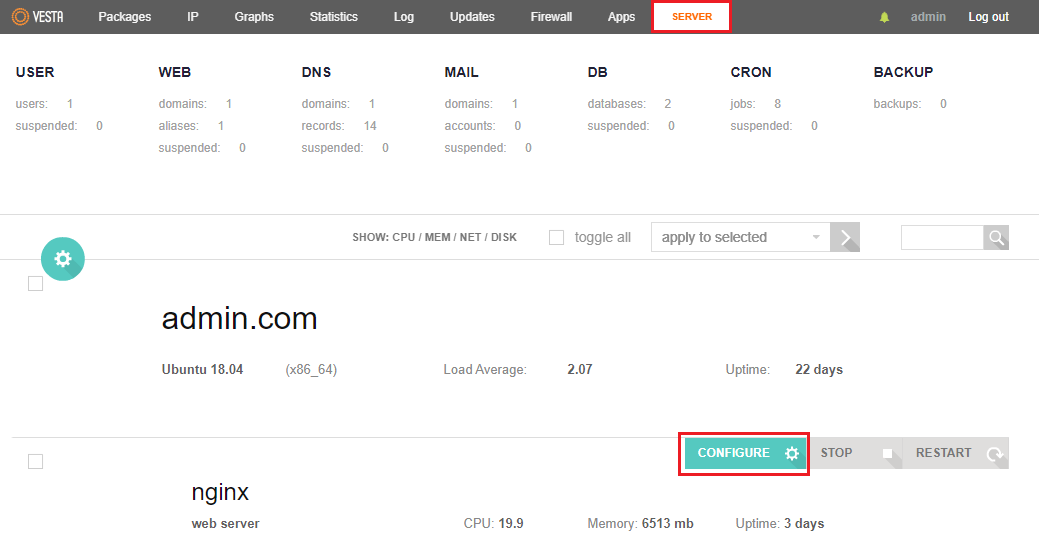 VESTA Packages IP Graphs Statistics Log Updates Firewall Apps SERVER admin Log out
USER WEB DNS MAIL DB CRON BACKUP
users: 1 domains: 1 domains: 1 domains: 1 databases: 2 jobs: 8 backups: 0
suspended: 0 aliases: 1 records: 14 accounts: 0 suspended: 0 suspended: 0
suspended: 0 suspended: 0 suspended: 0
SHOW: CPU / MEM / NET / DISK toggle all apply to selected
admin.com
Ubuntu 18.04 (x86_64) Load Average: 2.07 Uptime: 22 days
CONFIGURE STOP RESTART
nginx
web server CPU: 19.9 Memory: 6513 mb Uptime: 3 days